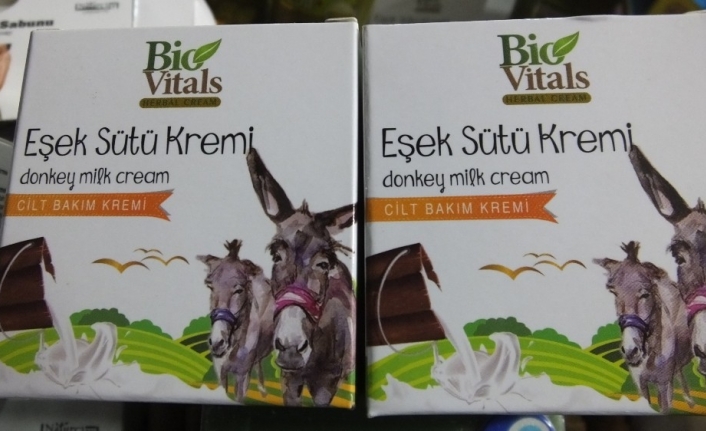 Sabunu
Bio
Vitals
HERBAL CREAM
Eşek Sütü Kremi
donkey milk cream
CİLT BAKIM KREMİ
Bio
Vitals
HERBAL CREAM
Eşek Sütü Kremi
donkey milk cream
CİLT BAKIM KREMİ